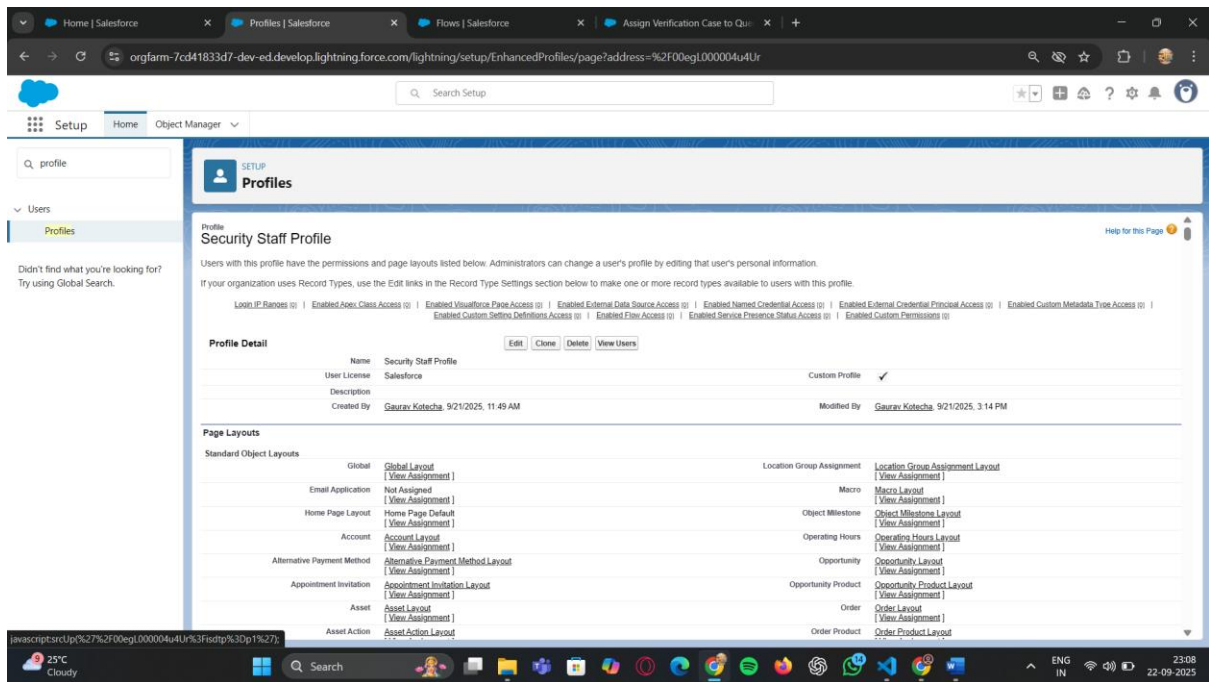 Home | Salesforce
Profiles | Salesforce
Flows | Salesforce
Assign Verification Case to Que
orgfarm-7cd41833d7-dev-ed.develop.lightning.force.com/lightning/setup/EnhancedProfiles/page?address=%2F00egL000004u4Ur
Search Setup
Setup
Home
Object Manager
profile
Users
Profiles
Didn't find what you're looking for?
Try using Global Search.
SETUP
Profiles
Profile
Security Staff Profile
Help for this Page
Users with this profile have the permissions and page layouts listed below. Administrators can change a user's profile by editing that user's personal information.
If your organization uses Record Types, use the Edit links in the Record Type Settings section below to make one or more record types available to users with this profile.
Login IP Ranges [0] | Enabled Apex Class Access [0] | Enabled Visualforce Page Access [0] | Enabled External Data Source Access [0] | Enabled Named Credential Access [0] | Enabled External Credential Principal Access [0] | Enabled Custom Metadata Type Access [0] |
Enabled Custom Setting Definitions Access [0] | Enabled Flow Access [0] | Enabled Service Presence Status Access [0] | Enabled Custom Permissions [0]
Profile Detail Edit Clone Delete View Users
Name Security Staff Profile
User License Salesforce Custom Profile ✓
Description
Created By Gaurav Kotecha, 9/21/2025, 11:49 AM Modified By Gaurav Kotecha, 9/21/2025, 3:14 PM
Page Layouts
Standard Object Layouts
Global Global Layout Location Group Assignment Location Group Assignment Layout
[ View Assignment ] [ View Assignment ]
Email Application Not Assigned Macro Macro Layout
[ View Assignment ] [ View Assignment ]
Home Page Layout Home Page Default Object Milestone Object Milestone Layout
[ View Assignment ] [ View Assignment ]
Account Account Layout Operating Hours Operating Hours Layout
[ View Assignment ] [ View Assignment ]
Alternative Payment Method Alternative Payment Method Layout Opportunity Opportunity Layout
[ View Assignment ] [ View Assignment ]
Appointment Invitation Appointment Invitation Layout Opportunity Product Opportunity Product Layout
[ View Assignment ] [ View Assignment ]
Asset Asset Layout Order Order Layout
[ View Assignment ] [ View Assignment ]
Asset Action Asset Action Layout Order Product Order Product Layout
javascript:srcUp(%27%2F00egL000004u4Ur%3Fisdtp%3Dp1%27);
9
25°C
Cloudy
Search
14
ENG
IN
23:08
22-09-2025